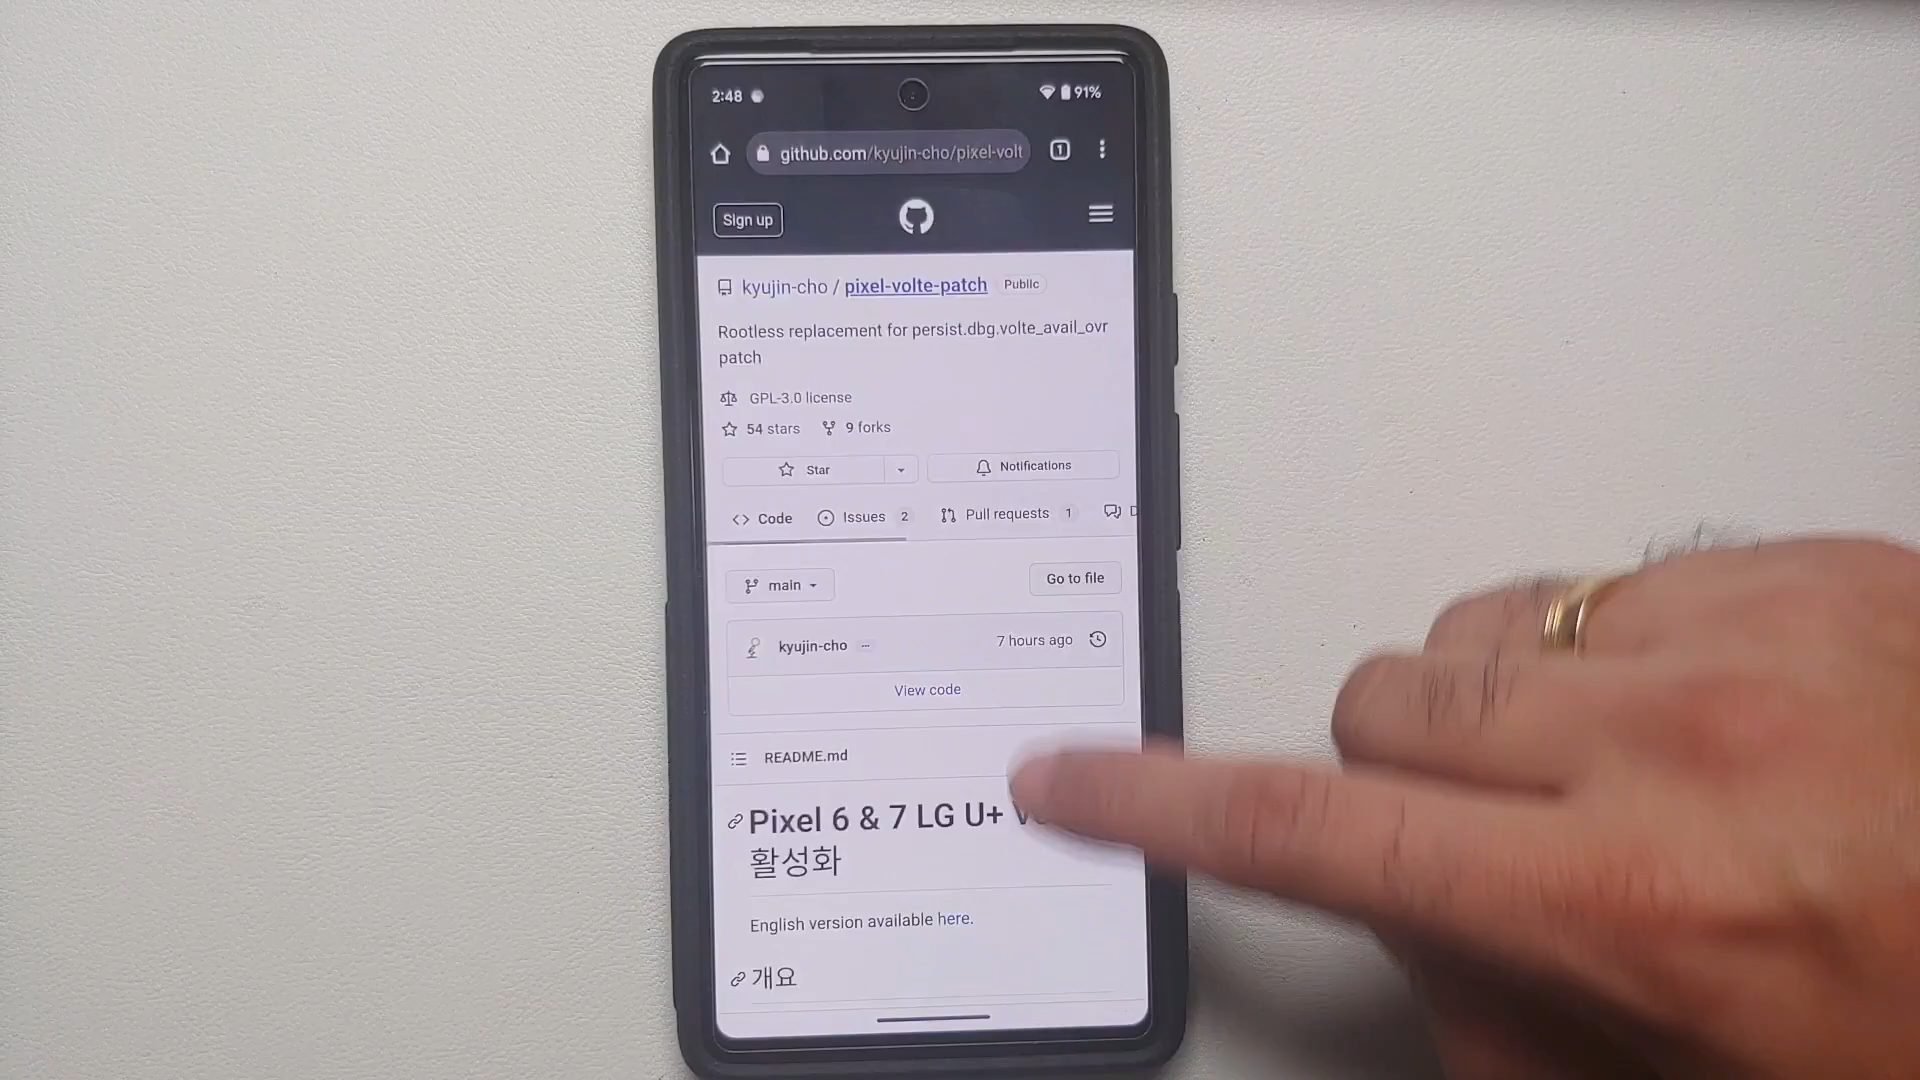 2:48 91%
github.com/kyujin-cho/pixel-volt
1
Sign up
kyujin-cho / pixel-volte-patch Public
Rootless replacement for persist.dbg.volte_avail_ovr
patch
GPL-3.0 license
54 stars 9 forks
Star Notifications
Code Issues 2 Pull requests 1 D
main Go to file
kyujin-cho ... 7 hours ago
View code
README.md
Pixel 6 & 7 LG U+
활성화
English version available here.
개요